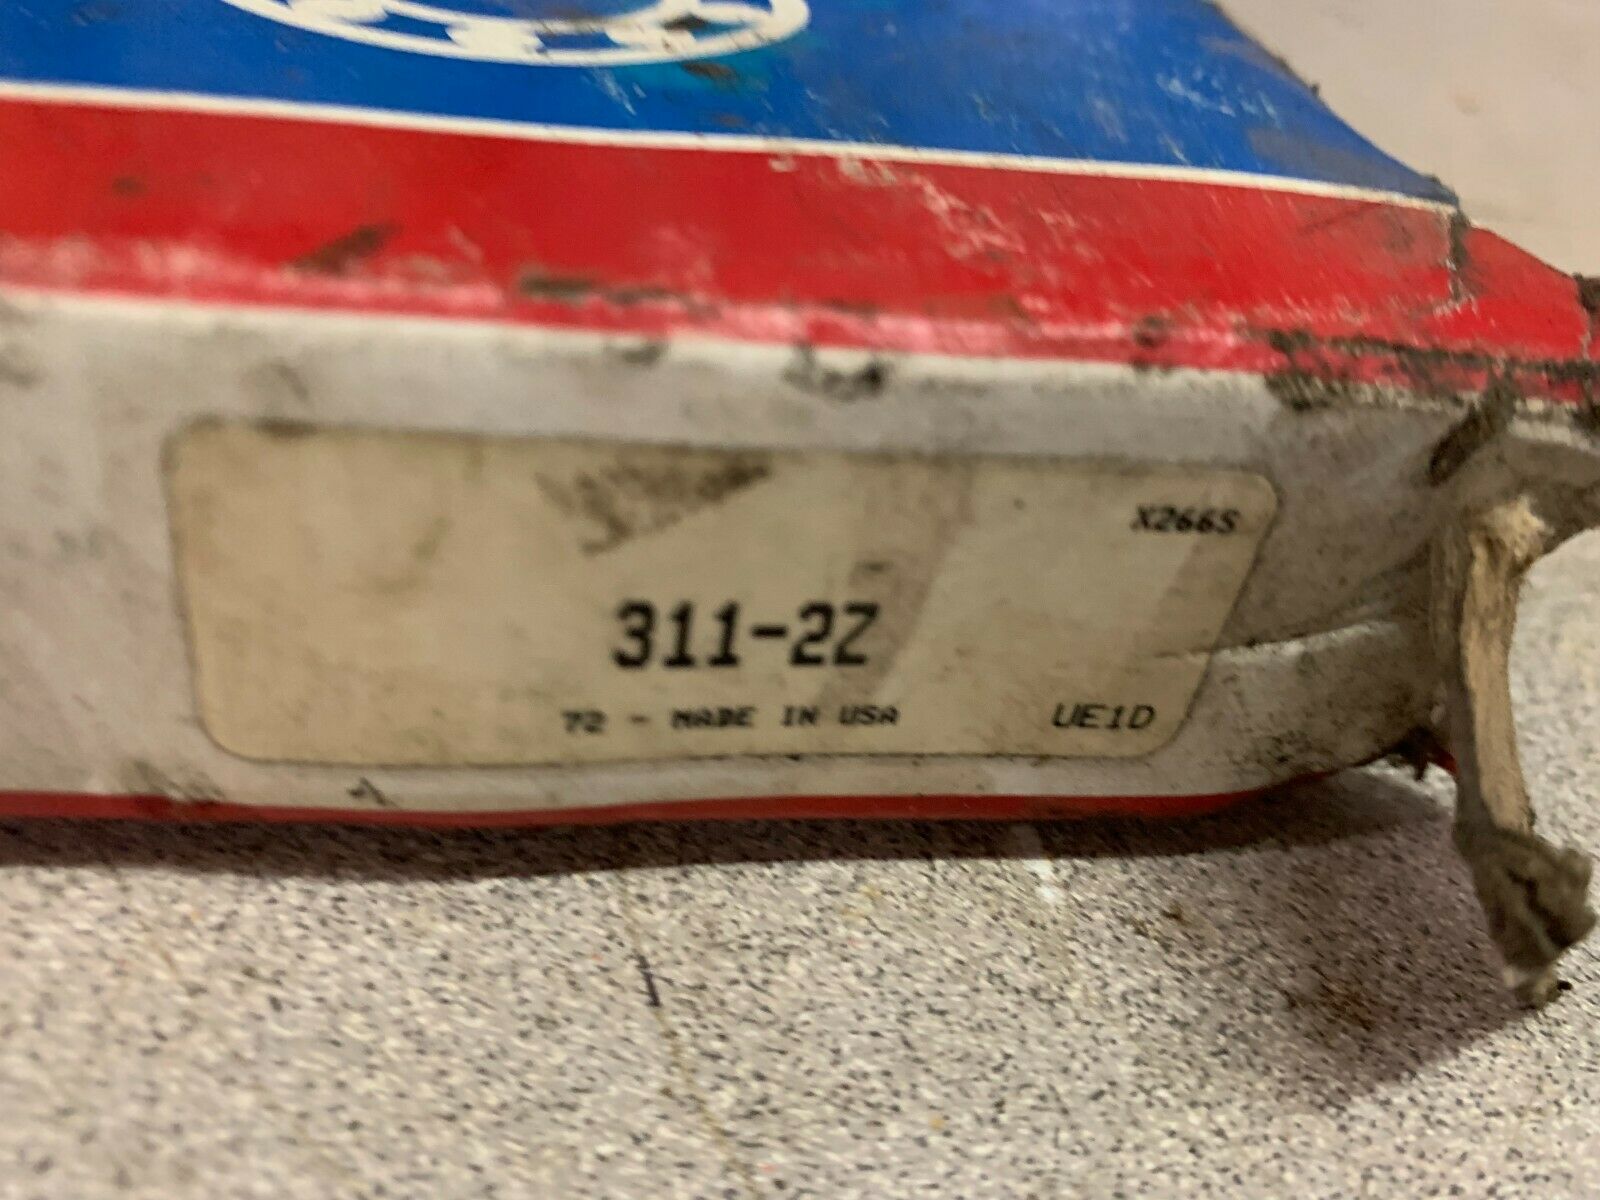 X266S
311-2Z
72 - MADE IN USA
UE1D